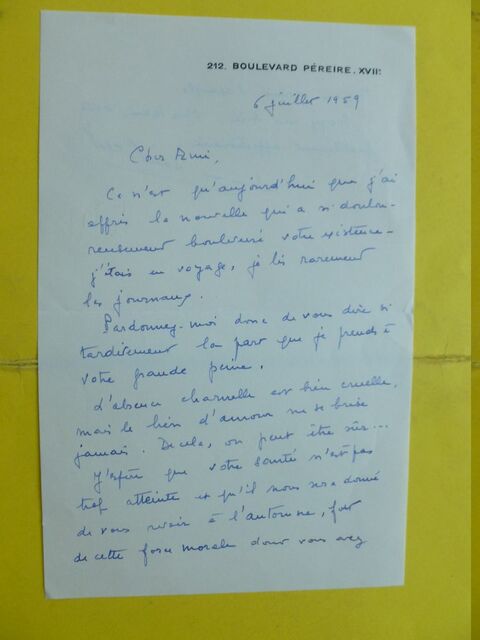 212. BOULEVARD PÉREIRE. XVIIe
6 juillet 1959
Cher Ami,
Ce n'est qu'aujourd'hui que j'ai
appris la nouvelle qui a si doulou-
reusement bouleversé votre existence -
j'étais en voyage, je lis rarement
les journaux.
Pardonnez-moi donc de vous dire si
tardivement la part que je prends à
votre grande peine.
L'absence charnelle est bien cruelle,
mais le lien d'amour ne se brise
jamais. De cela, on peut être sûr...
J'espère que votre santé n'est pas
trop atteinte et qu'il nous sera donné
de vous revoir à l'automne, fort
de cette force morale dont vous avez